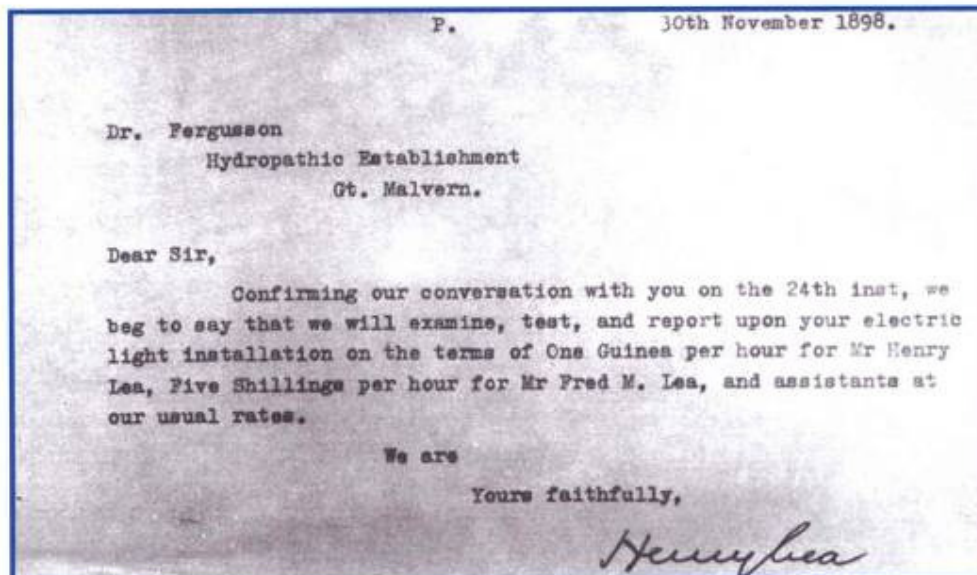 P. 30th November 1898.
Dr. Fergusson
Hydropathic Establishment
Gt. Malvern.
Dear Sir,
Confirming our conversation with you on the 24th inst, we
beg to say that we will examine, test, and report upon your electric
light installation on the terms of One Guinea per hour for Mr Henry
Lea, Five Shillings per hour for Mr Fred M. Lea, and assistants at
our usual rates.
We are
Yours faithfully,
Henry Lea